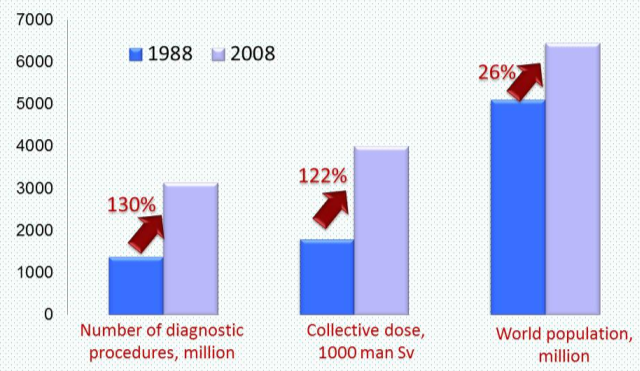 7000
6000
5000
4000
3000
2000
1000
0
1988 2008
130%
122%
26%
Number of diagnostic
procedures, million
Collective dose,
1000 man Sv
World population,
million